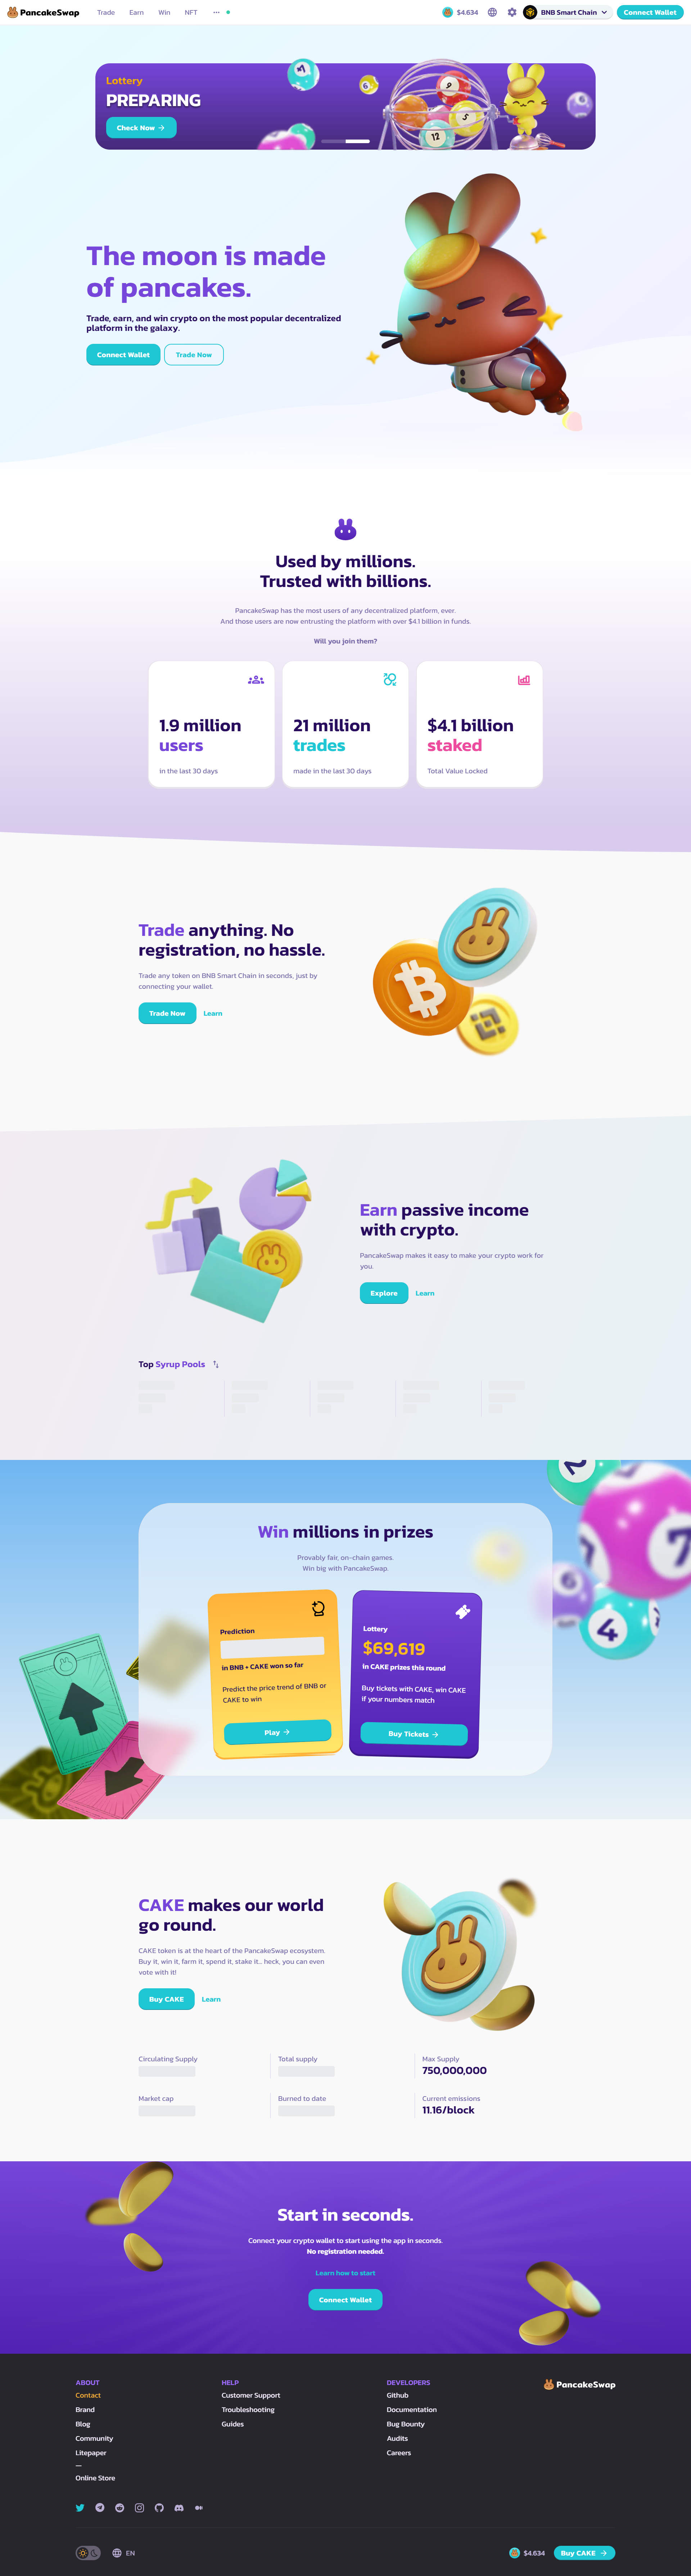 PancakeSwap
Trade
Earn
Win
NFT
$4.634
BNB Smart Chain
Connect Wallet
Lottery
PREPARING
Check Now
4
6
9
5
12
The moon is made
of pancakes.
Trade, earn, and win crypto on the most popular decentralized
platform in the galaxy.
Connect Wallet
Trade Now
Used by millions.
Trusted with billions.
PancakeSwap has the most users of any decentralized platform, ever.
And those users are now entrusting the platform with over $4.1 billion in funds.
Will you join them?
1.9 million
users
in the last 30 days
21 million
trades
made in the last 30 days
$4.1 billion
staked
Total Value Locked
Trade anything. No
registration, no hassle.
Trade any token on BNB Smart Chain in seconds, just by
connecting your wallet.
Trade Now
Learn
Earn passive income
with crypto.
PancakeSwap makes it easy to make your crypto work for
you.
Explore
Learn
Top Syrup Pools
2
7
6
4
Win millions in prizes
Provably fair, on-chain games.
Win big with PancakeSwap.
Prediction
in BNB + CAKE won so far
Predict the price trend of BNB or
CAKE to win
Play
Lottery
$69,619
in CAKE prizes this round
Buy tickets with CAKE, win CAKE
if your numbers match
Buy Tickets
CAKE makes our world
go round.
CAKE token is at the heart of the PancakeSwap ecosystem.
Buy it, win it, farm it, spend it, stake it... heck, you can even
vote with it!
Buy CAKE
Learn
Circulating Supply
Total supply
Max Supply
750,000,000
Market cap
Burned to date
Current emissions
11.16/block
Start in seconds.
Connect your crypto wallet to start using the app in seconds.
No registration needed.
Learn how to start
Connect Wallet
ABOUT
Contact
Brand
Blog
Community
Litepaper
—
Online Store
HELP
Customer Support
Troubleshooting
Guides
DEVELOPERS
Github
Documentation
Bug Bounty
Audits
Careers
PancakeSwap
EN
$4.634
Buy CAKE